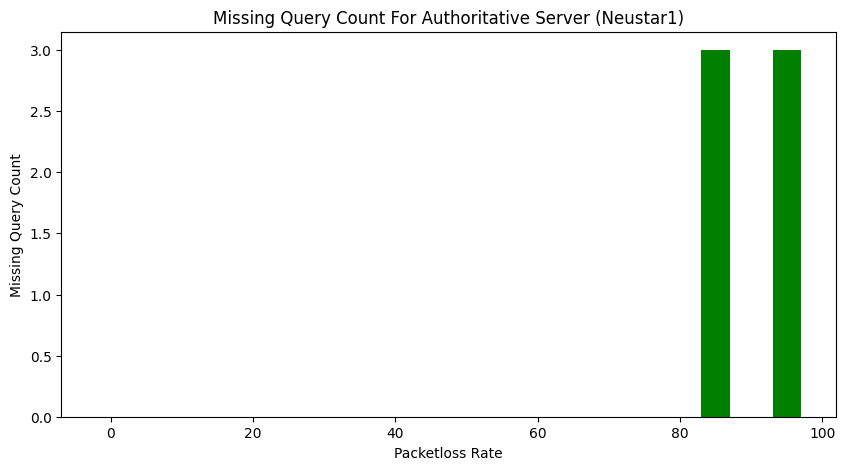 Missing Query Count For Authoritative Server (Neustar1)
3.0
2.5
2.0
1.5
1.0
0.5
0.0
Missing Query Count
0 20 40 60 80 100
Packetloss Rate